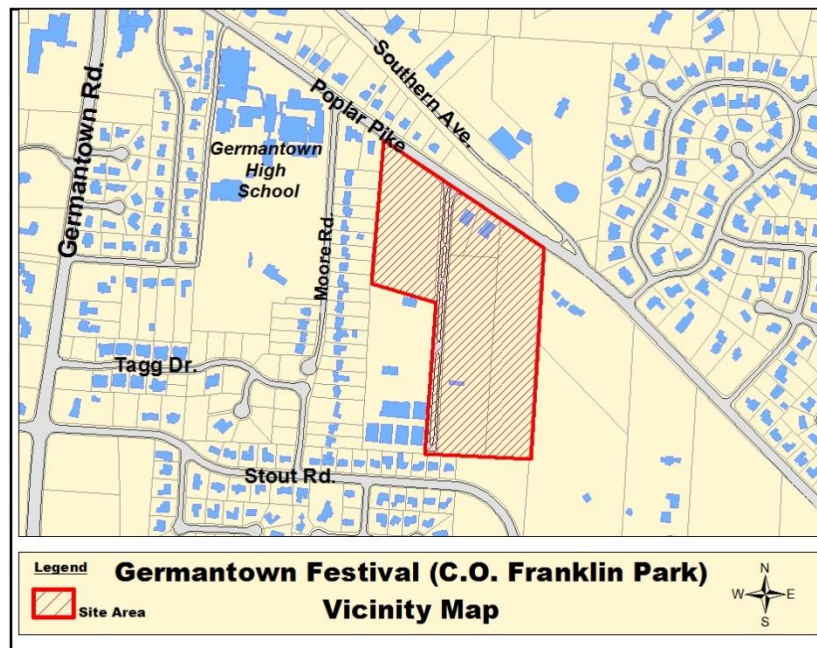 Germantown Rd.
Southern Ave.
Poplar Pike
Germantown
High
School
Moore Rd.
Tagg Dr.
Stout Rd.
Legend
Site Area
Germantown Festival (C.O. Franklin Park)
Vicinity Map
N
W E
S